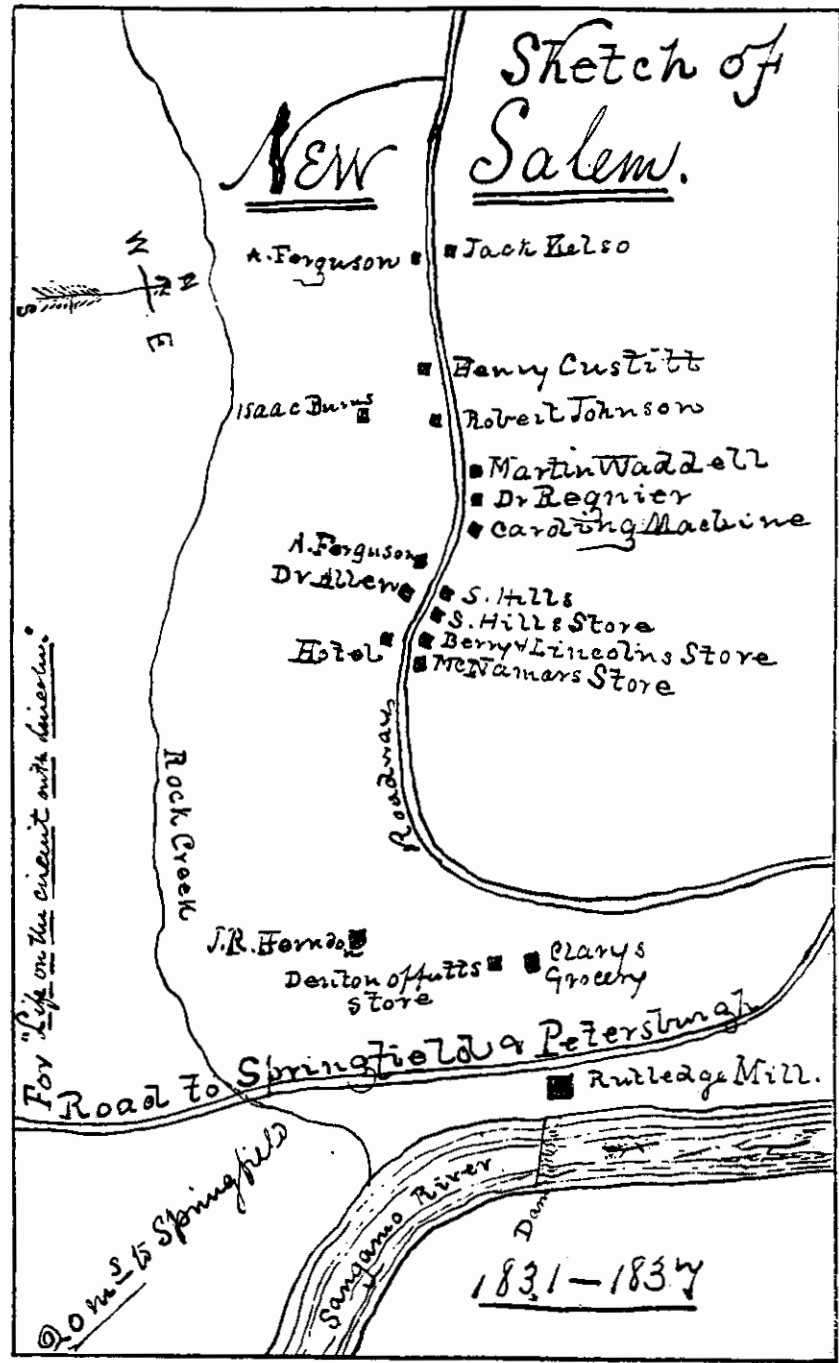 Sketch of
New Salem.
A. Ferguson
Jack Kelso
W
N
S
E
Henry Custitt
Isaac Burns
Robert Johnson
Martin Waddell
Dr Regnier
Carding Machine
A. Ferguson
Dr Allen
S. Hills
S. Hills Store
Hotel
Berry & Lincolns Store
McNamars Store
Roadway
Rock Creek
For "Life on the circuit with Lincoln."
J. R. Herndon
Denton offutts
store
Clarys
Grocery
Road to Springfield & Petersburgh
Rutledge Mill.
20 ms to Springfield
Sangamo River
Dam
1831 – 1837